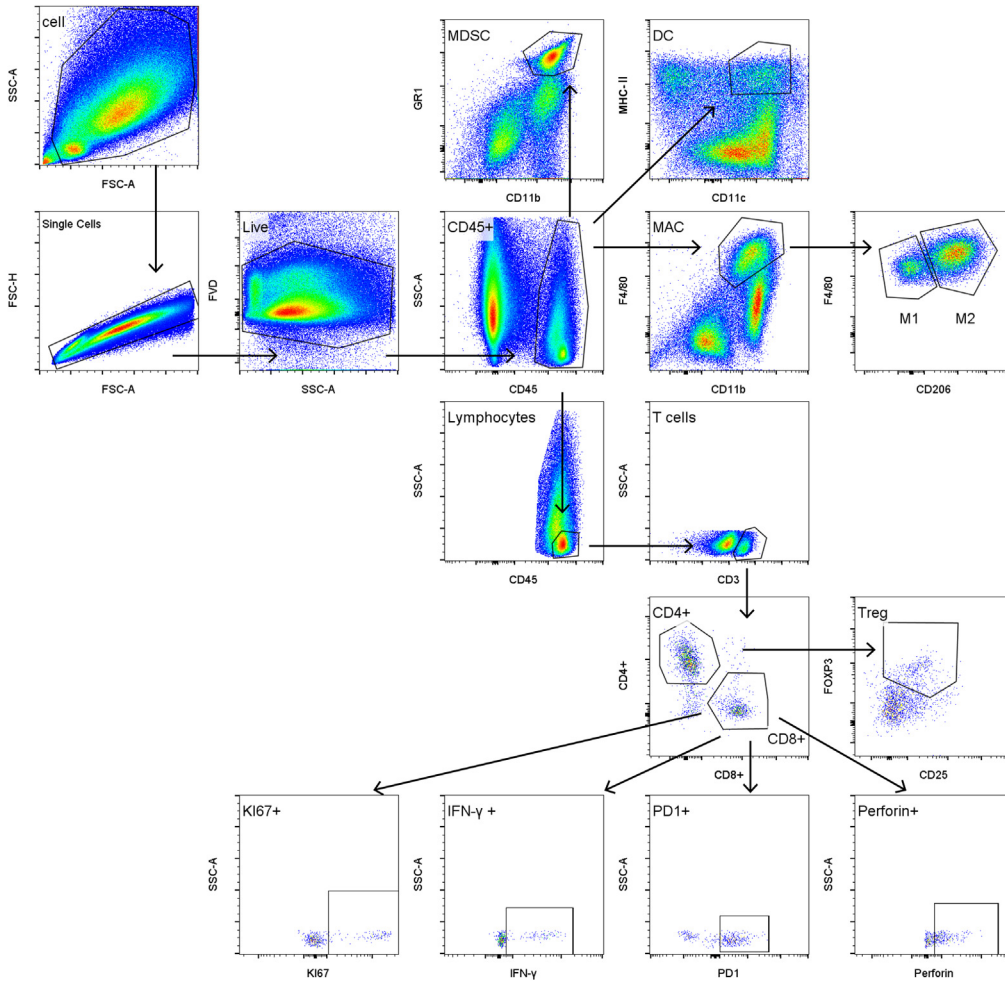 cell
SSC-A
FSC-A
MDSC
GR1
CD11b
DC
MHC-II
CD11c
Single Cells
FSC-H
FSC-A
Live
FVD
SSC-A
CD45+
SSC-A
CD45
MAC
F4/80
CD11b
F4/80
M1 M2
CD206
Lymphocytes
SSC-A
CD45
T cells
SSC-A
CD3
CD4+
CD4+
CD8+
CD8+
Treg
FOXP3
CD25
KI67+
SSC-A
KI67
IFN-γ +
SSC-A
IFN-γ
PD1+
SSC-A
PD1
Perforin+
SSC-A
Perforin